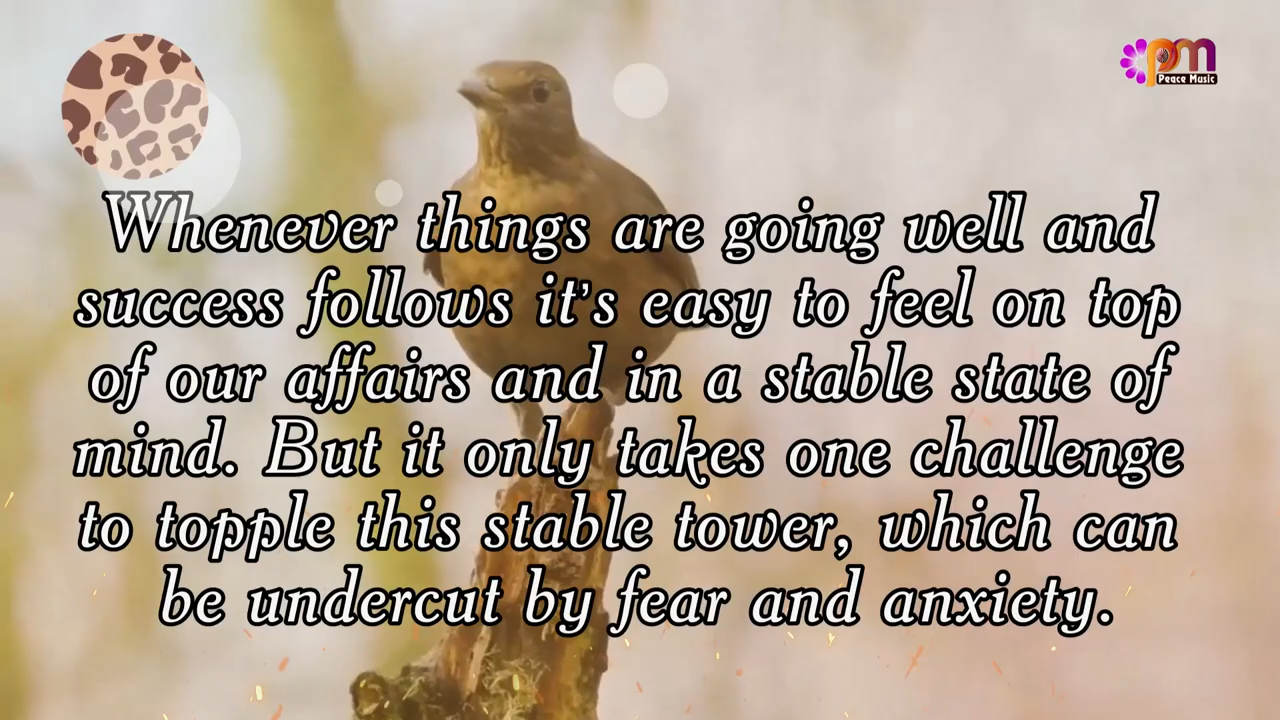 pm
Peace Music
Whenever things are going well and
success follows it's easy to feel on top
of our affairs and in a stable state of
mind. But it only takes one challenge
to topple this stable tower, which can
be undercut by fear and anxiety.